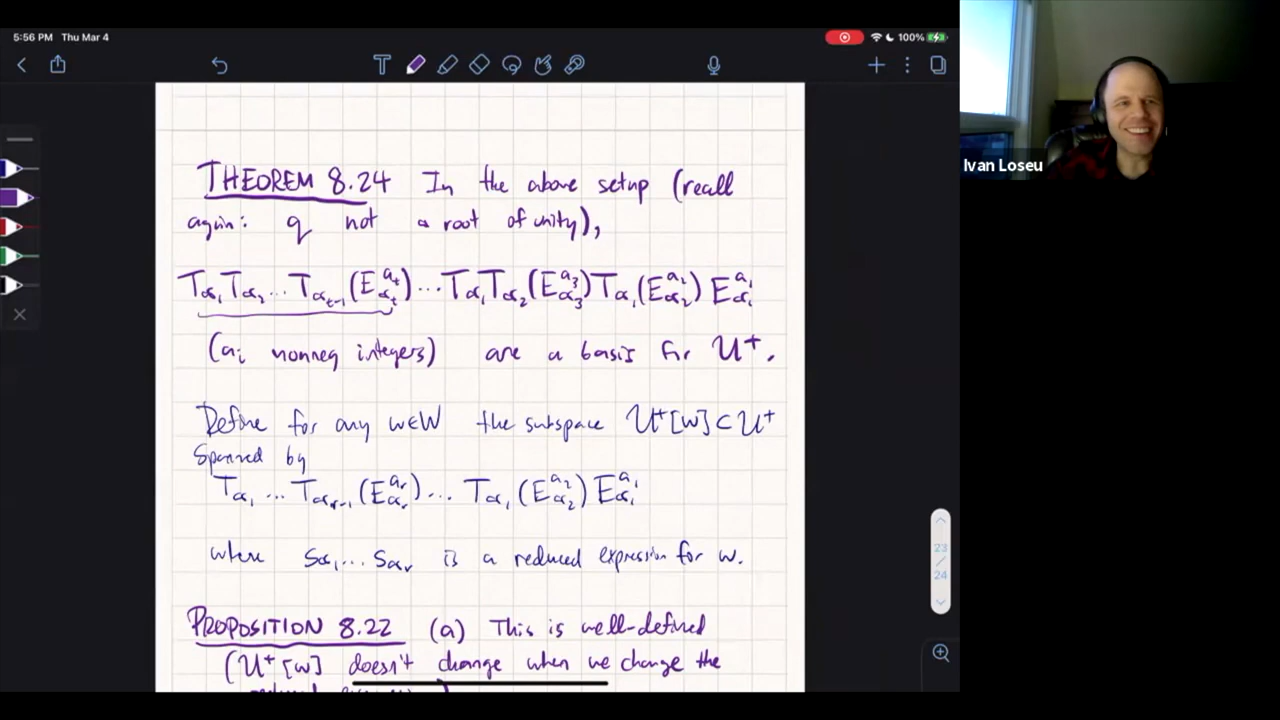 5:56 PM Thu Mar 4
100%
Ivan Loseu
THEOREM 8.24 In the above setup (recall
again: q not a root of unity),
T_{α_1} T_{α_2} ... T_{α_{t-1}} (E_{α_t}^{a_t}) ... T_{α_1} T_{α_2} (E_{α_3}^{a_3}) T_{α_1} (E_{α_2}^{a_2}) E_{α_1}^{a_1}
(a_i nonneg integers) are a basis for U^+.
Define for any w∈W the subspace U^+[w] ⊂ U^+
spanned by
T_{α_1} ... T_{α_{r-1}} (E_{α_r}^{a_r}) ... T_{α_1} (E_{α_2}^{a_2}) E_{α_1}^{a_1}
where S_{α_1} ... S_{α_r} is a reduced expression for w.
23
/
24
PROPOSITION 8.22 (a) This is well-defined
(U^+[w] doesn't change when we change the